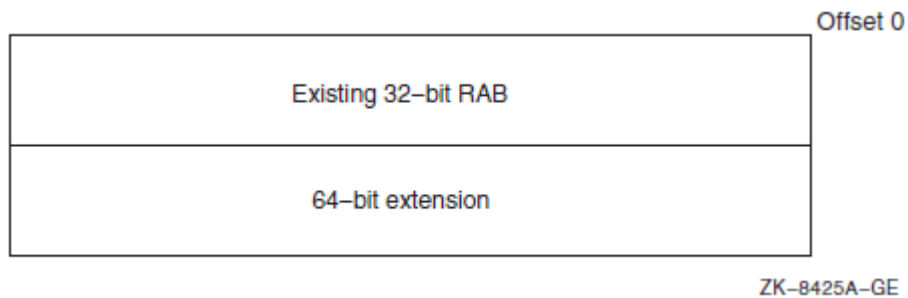 Offset 0
Existing 32–bit RAB
64–bit extension
ZK–8425A–GE